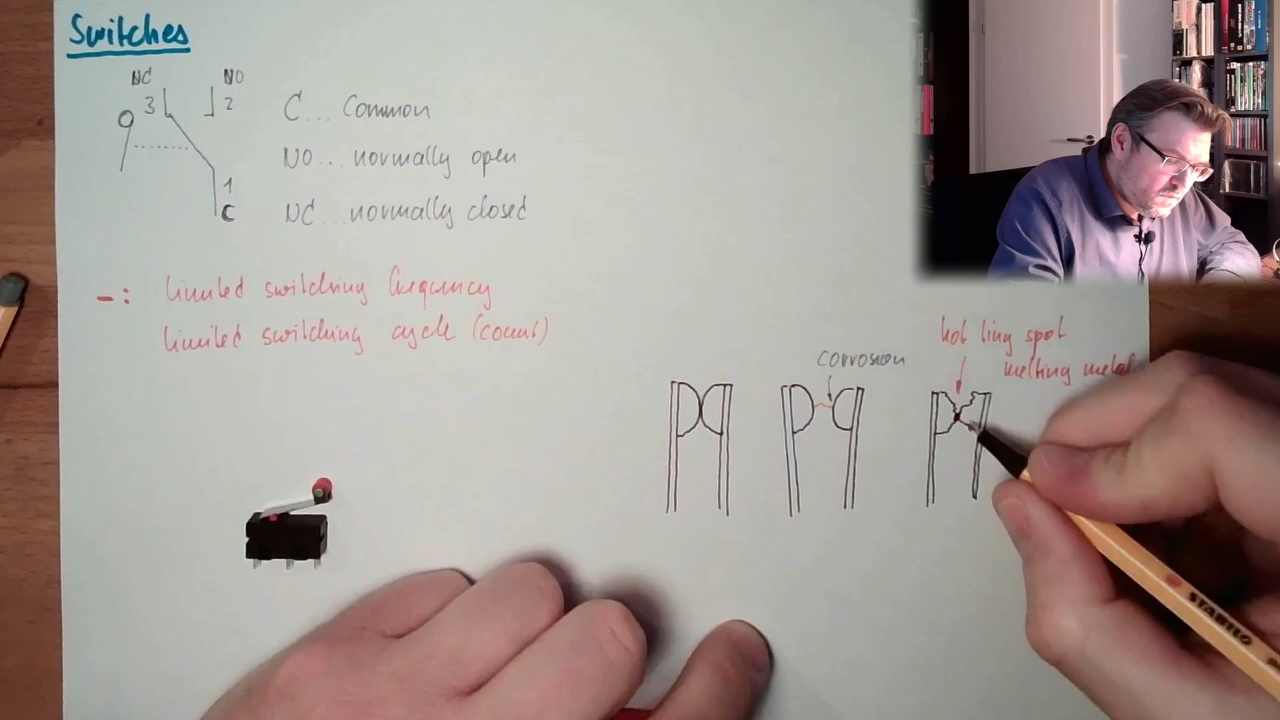 Switches
NC NO
3 2
1
C
C... Common
NO... normally open
NC... normally closed
-: limited switching frequency
limited switching cycle (count)
corrosion
hot ting spot
melting metal
STABILO